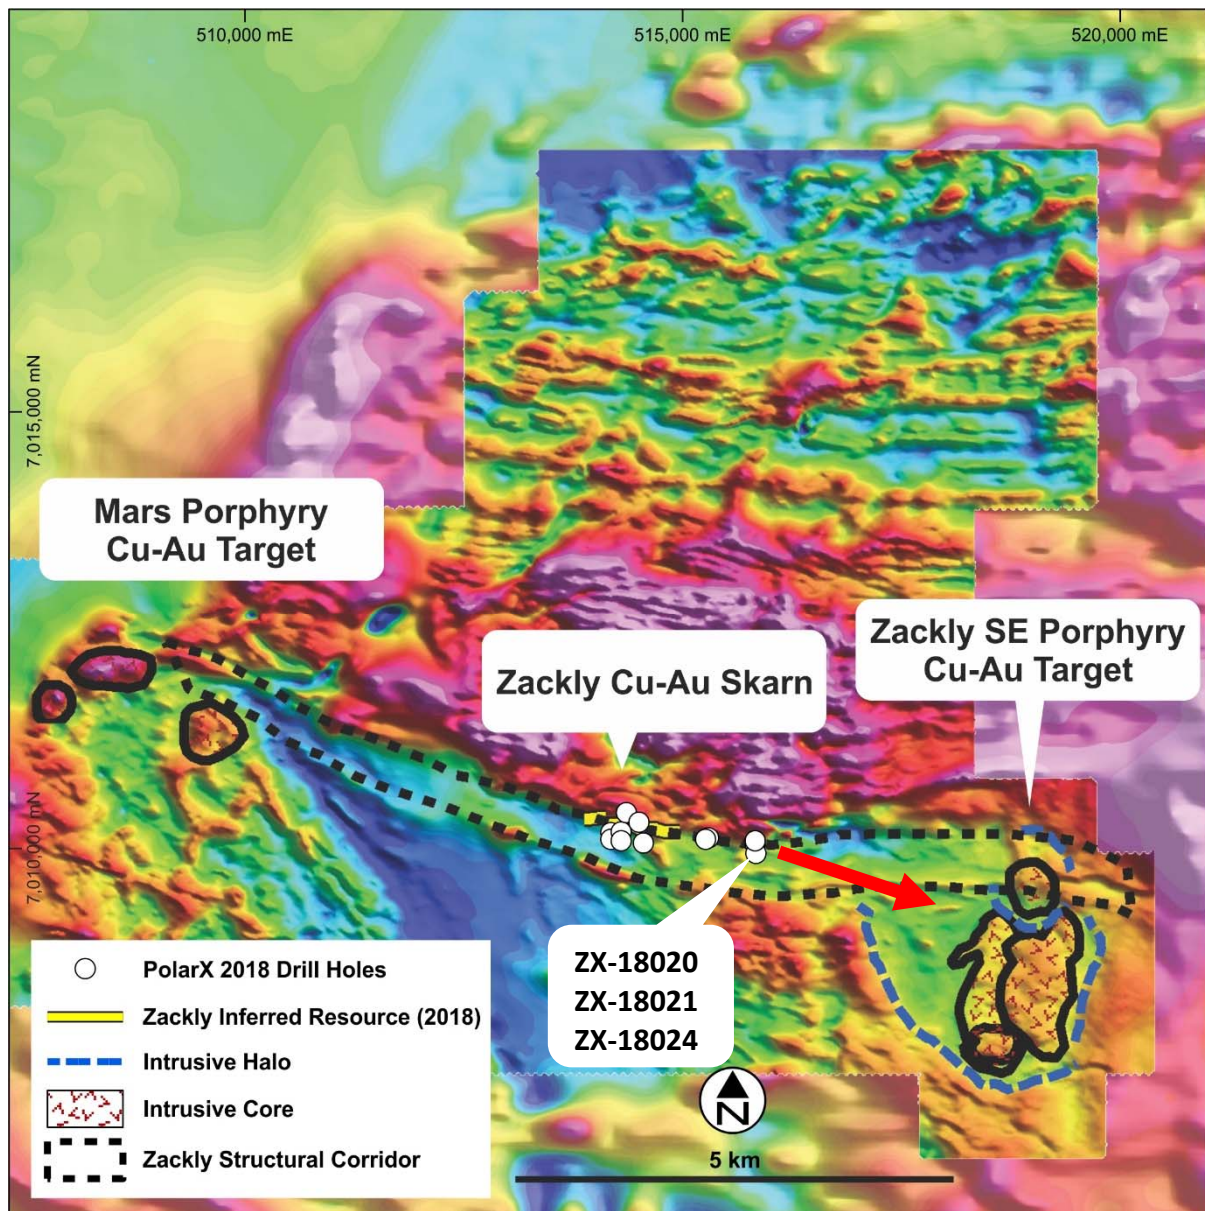 510,000 mE
515,000 mE
520,000 mE
7,015,000 mN
Mars Porphyry
Cu-Au Target
Zackly SE Porphyry
Cu-Au Target
Zackly Cu-Au Skarn
7,010,000 mN
ZX-18020
ZX-18021
ZX-18024
PolarX 2018 Drill Holes
Zackly Inferred Resource (2018)
Intrusive Halo
Intrusive Core
Zackly Structural Corridor
N
5 km